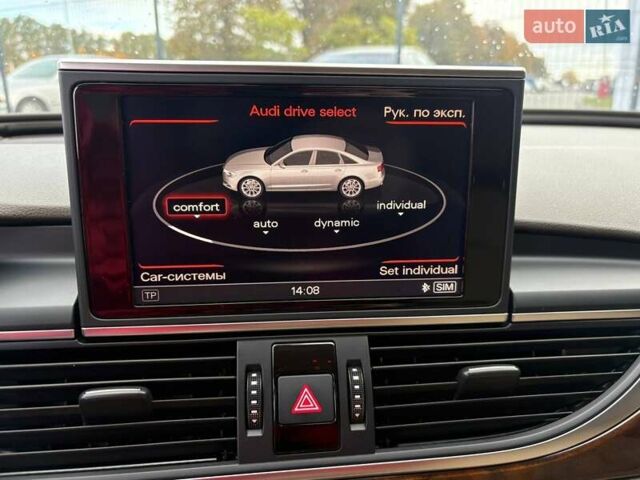 auto RIA .com
Audi drive select
Рук. по эксп.
comfort
auto
dynamic
individual
Car-системы
Set individual
TP
14:08
SIM